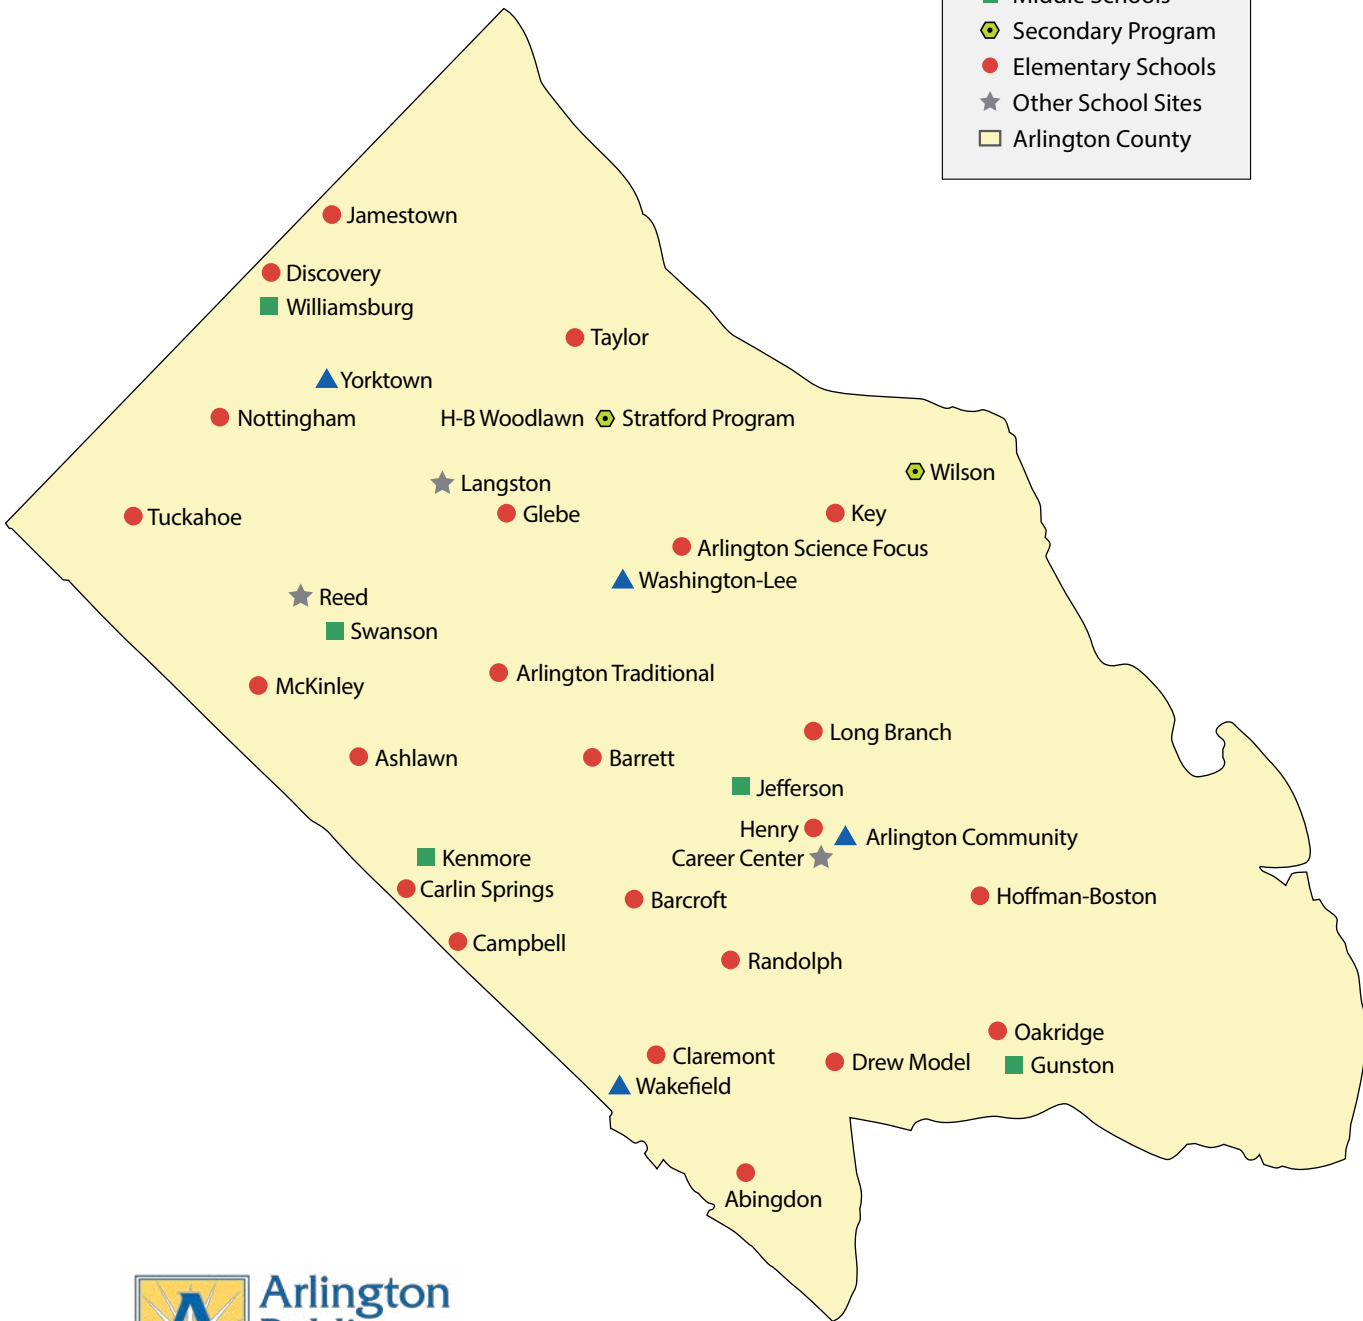 Middle Schools
Secondary Program
Elementary Schools
Other School Sites
Arlington County
Jamestown
Discovery
Williamsburg
Taylor
Yorktown
Nottingham
H-B Woodlawn Stratford Program
Wilson
Langston
Tuckahoe
Glebe
Key
Arlington Science Focus
Washington-Lee
Reed
Swanson
Arlington Traditional
McKinley
Long Branch
Ashlawn
Barrett
Jefferson
Henry
Arlington Community
Career Center
Kenmore
Carlin Springs
Barcroft
Hoffman-Boston
Campbell
Randolph
Oakridge
Claremont
Drew Model
Gunston
Wakefield
Abingdon
Arlington